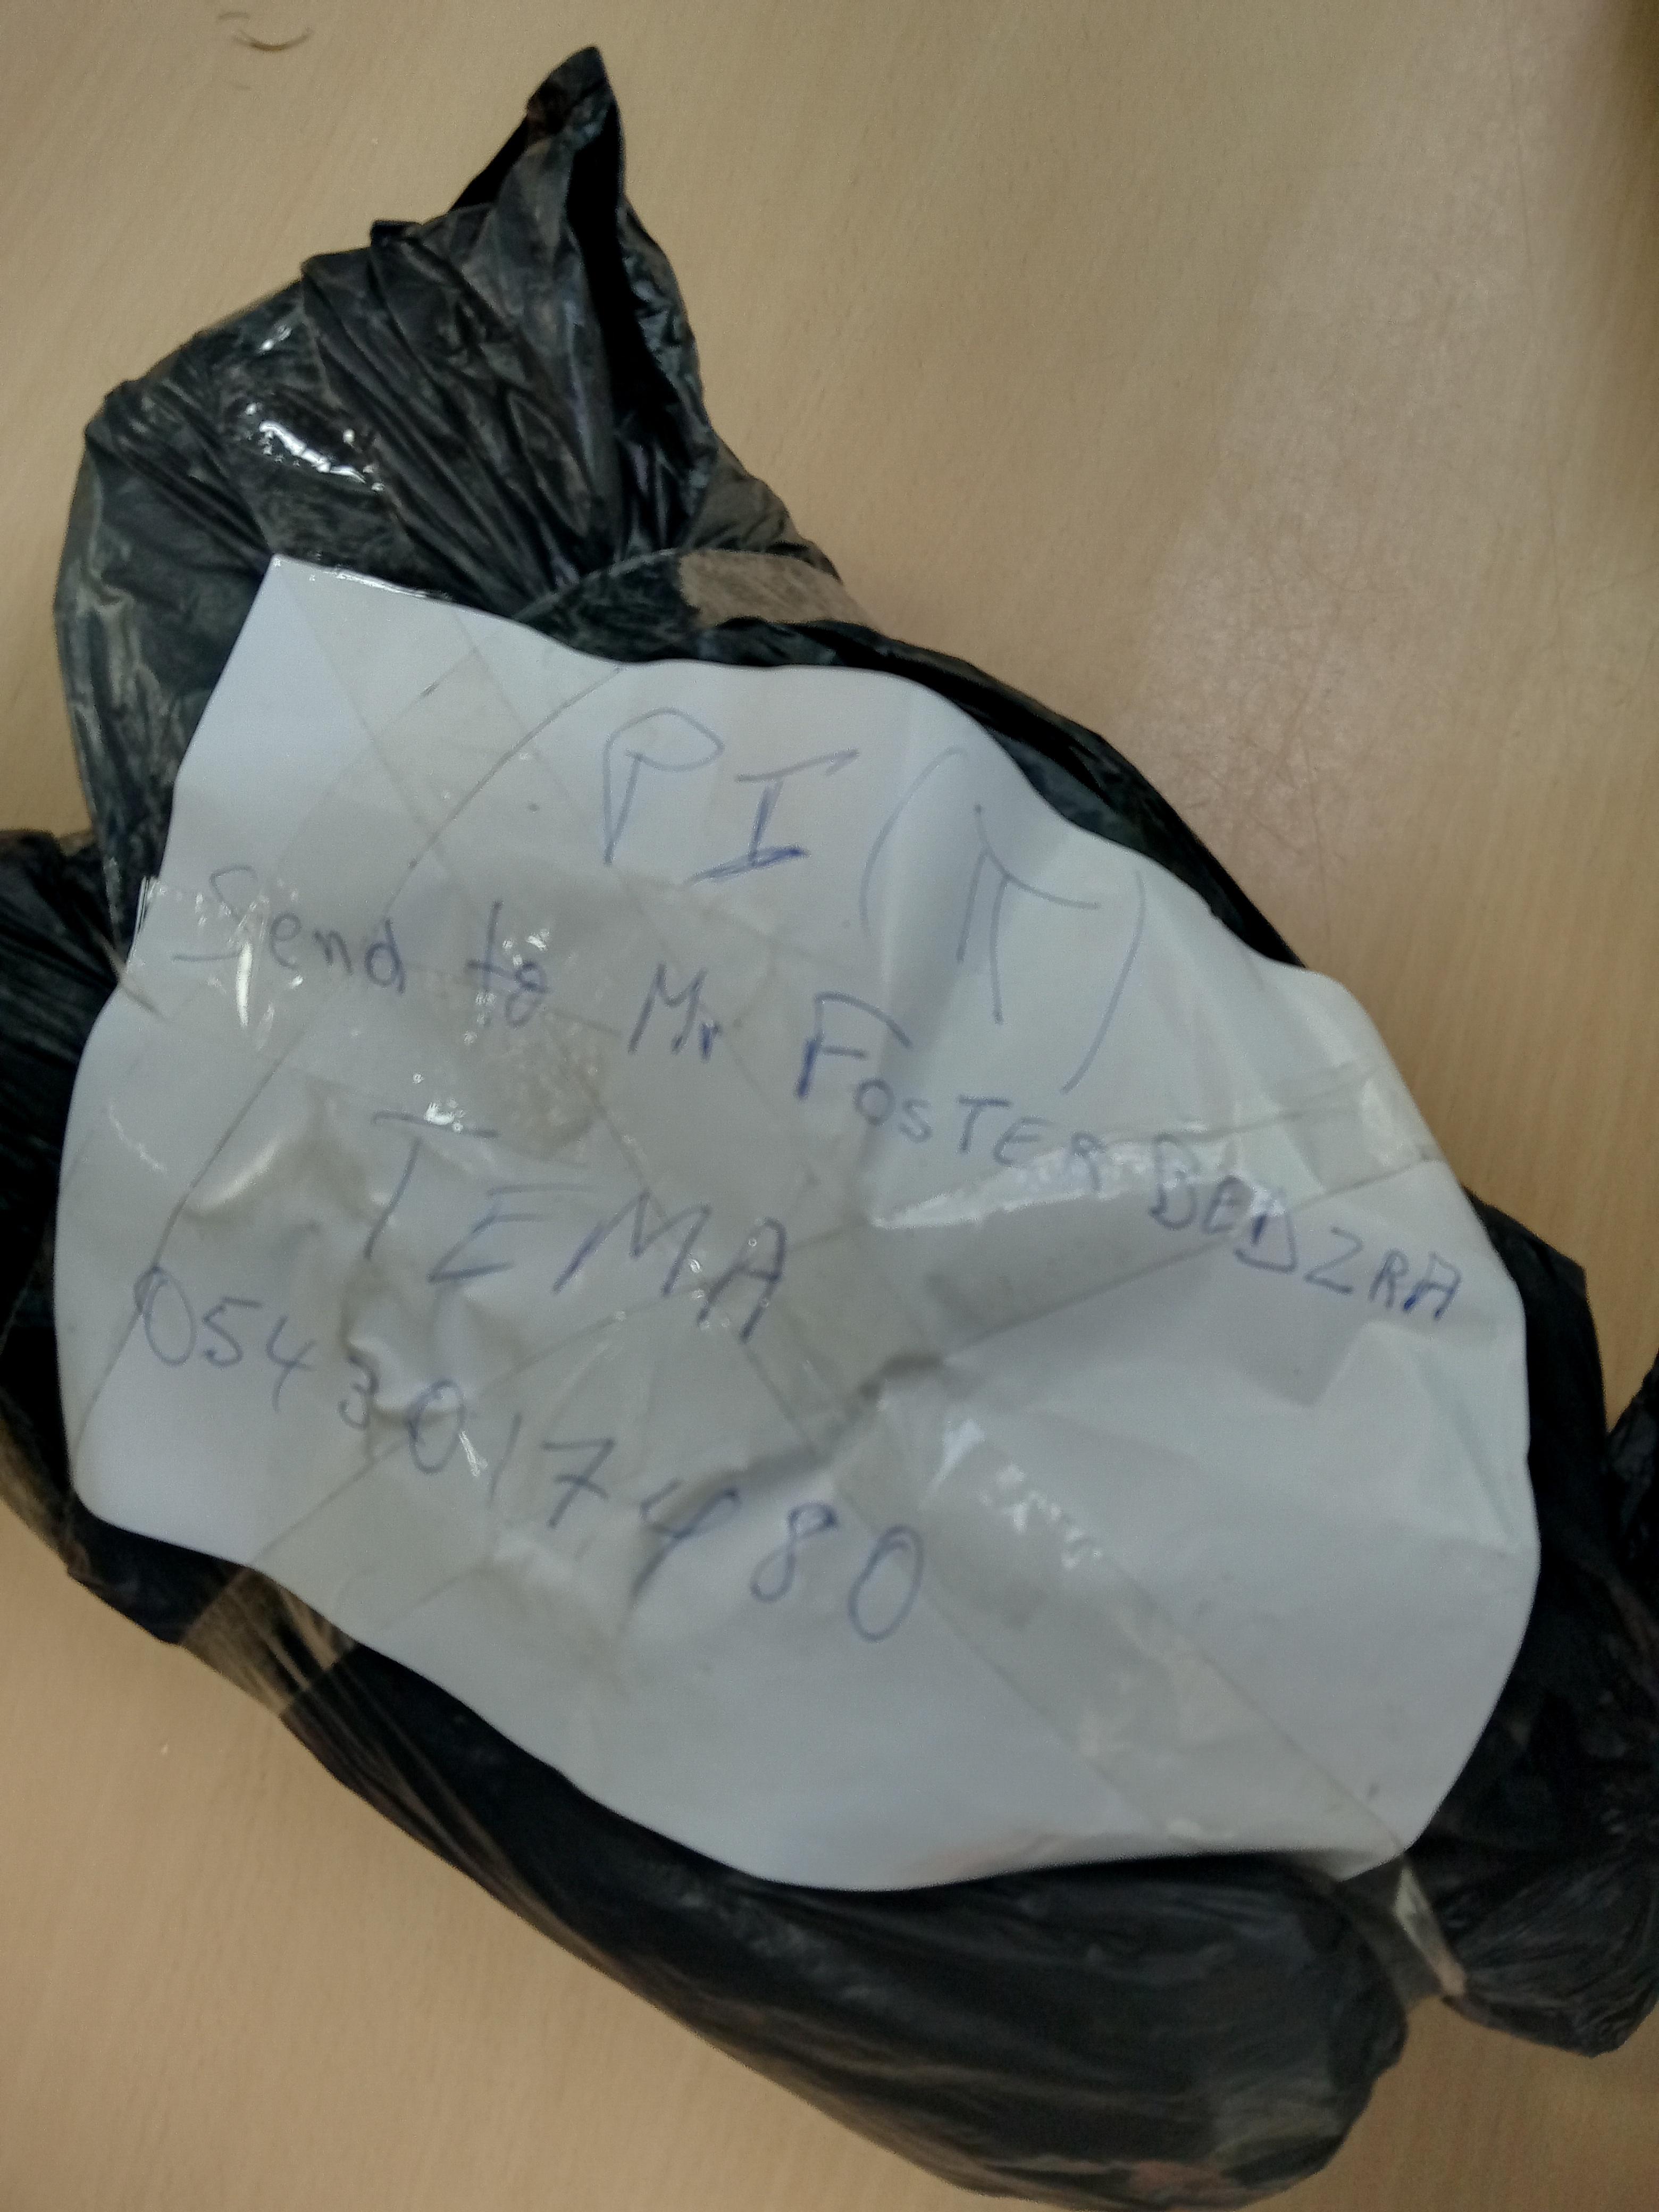 PI (π)
Send to Mr FOSTER BEDZRA
TEMA
0543017480